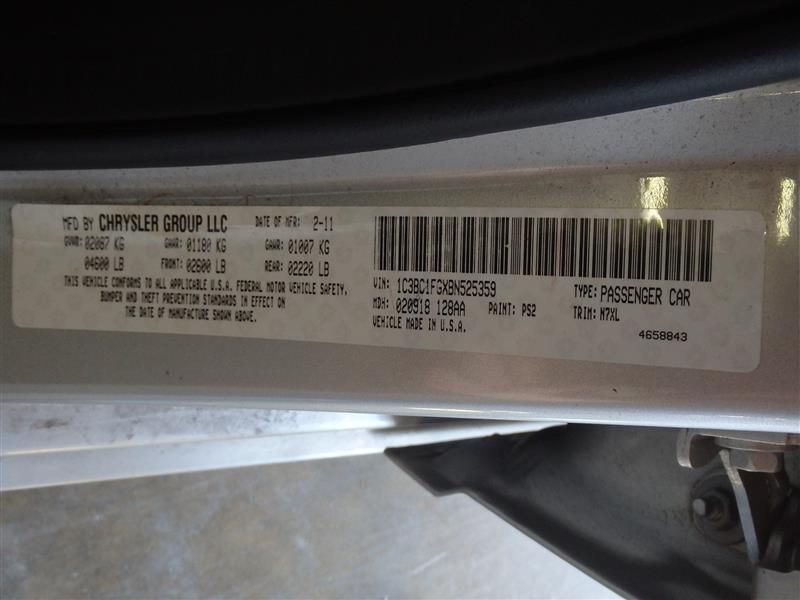 MFD BY CHRYSLER GROUP LLC DATE OF MFR: 2-11
GVWR: 02087 KG GAWR: 01180 KG GAWR: 01007 KG
04600 LB FRONT: 02600 LB REAR: 02220 LB
THIS VEHICLE CONFORMS TO ALL APPLICABLE U.S.A. FEDERAL MOTOR VEHICLE SAFETY,
BUMPER AND THEFT PREVENTION STANDARDS IN EFFECT ON
THE DATE OF MANUFACTURE SHOWN ABOVE.
VIN: 1C3BC1FGXBN525359 TYPE: PASSENGER CAR
MDH: 020918 128AA PAINT: PS2 TRIM: N7XL
VEHICLE MADE IN U.S.A. 4658843